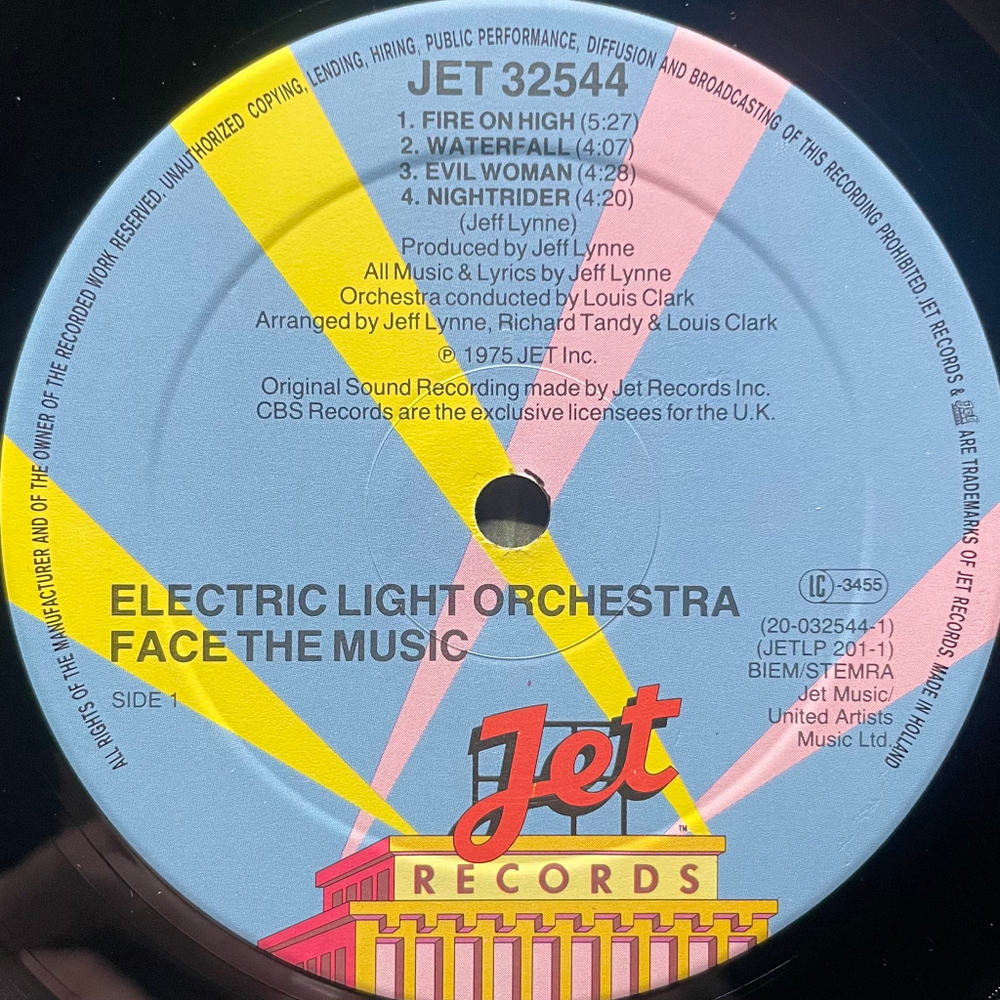 ALL RIGHTS OF THE MANUFACTURER AND OF THE OWNER OF THE RECORDED WORK RESERVED. UNAUTHORIZED COPYING, LENDING, HIRING, PUBLIC PERFORMANCE, DIFFUSION AND BROADCASTING OF THIS RECORDING PROHIBITED. JET RECORDS & ARE TRADEMARKS OF JET RECORDS. MADE IN HOLLAND
JET 32544
1. FIRE ON HIGH (5:27)
2. WATERFALL (4:07)
3. EVIL WOMAN (4:28)
4. NIGHTRIDER (4:20)
(Jeff Lynne)
Produced by Jeff Lynne
All Music & Lyrics by Jeff Lynne
Orchestra conducted by Louis Clark
Arranged by Jeff Lynne, Richard Tandy & Louis Clark
℗ 1975 JET Inc.
Original Sound Recording made by Jet Records Inc.
CBS Records are the exclusive licensees for the U.K.
ELECTRIC LIGHT ORCHESTRA
FACE THE MUSIC
SIDE 1
LC-3455
(20-032544-1)
(JETLP 201-1)
BIEM/STEMRA
Jet Music/
United Artists
Music Ltd.
Jet
TM
RECORDS